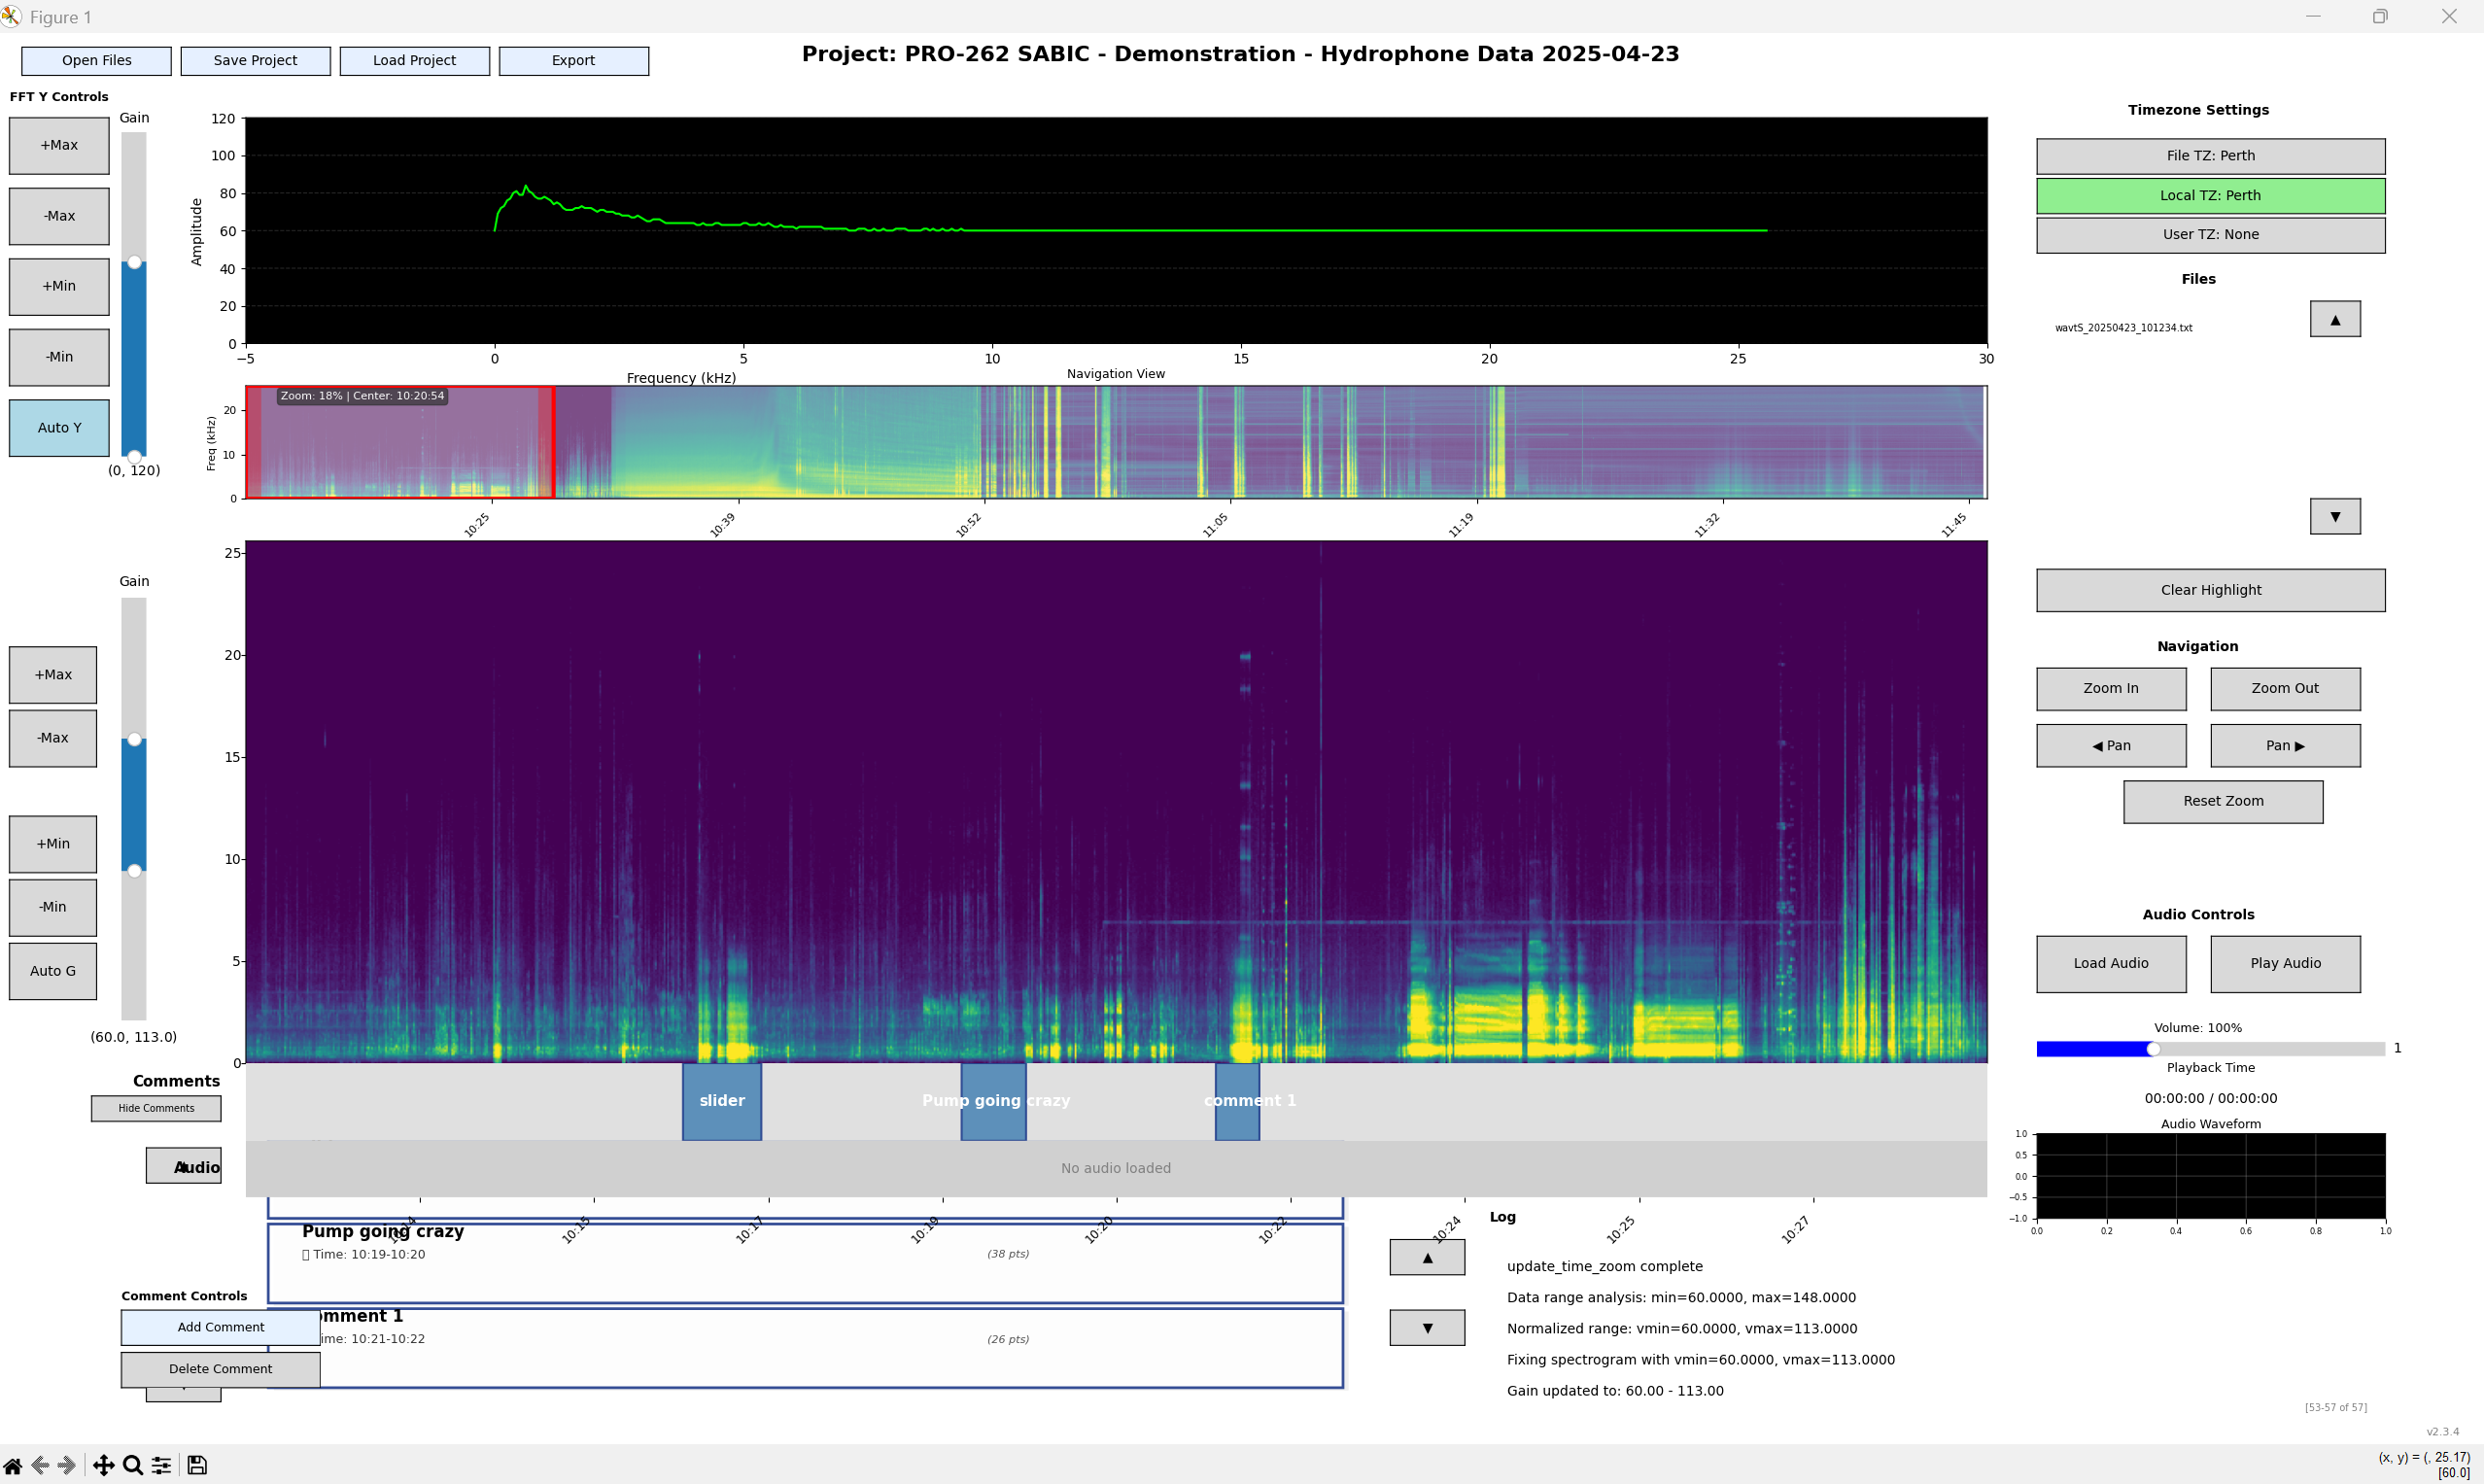 Figure 1
Open Files
Save Project
Load Project
Export
Project: PRO-262 SABIC - Demonstration - Hydrophone Data 2025-04-23
FFT Y Controls
Gain
+Max
-Max
+Min
-Min
Auto Y
(0, 120)
Amplitude
120
100
80
60
40
20
0
−5
0
5
10
15
20
25
30
Frequency (kHz)
Navigation View
Zoom: 18% | Center: 10:20:54
Freq (kHz)
20
10
0
10:25
10:39
10:52
11:05
11:19
11:32
11:45
Gain
+Max
-Max
+Min
-Min
Auto G
(60.0, 113.0)
25
20
15
10
5
0
Comments
Hide Comments
slider
Pump going crazy
comment 1
Audio
No audio loaded
10:15
10:17
10:19
10:20
10:22
10:24
10:25
10:27
Pump going crazy
Time: 10:19-10:20
(38 pts)
Comment Controls
Add Comment
Delete Comment
omment 1
ime: 10:21-10:22
(26 pts)
Log
▲
▼
update_time_zoom complete
Data range analysis: min=60.0000, max=148.0000
Normalized range: vmin=60.0000, vmax=113.0000
Fixing spectrogram with vmin=60.0000, vmax=113.0000
Gain updated to: 60.00 - 113.00
[53-57 of 57]
Timezone Settings
File TZ: Perth
Local TZ: Perth
User TZ: None
Files
wavtS_20250423_101234.txt
▲
▼
Clear Highlight
Navigation
Zoom In
Zoom Out
◀ Pan
Pan ▶
Reset Zoom
Audio Controls
Load Audio
Play Audio
Volume: 100%
1
Playback Time
00:00:00 / 00:00:00
Audio Waveform
1.0
0.5
0.0
−0.5
−1.0
0.0
0.2
0.4
0.6
0.8
1.0
v2.3.4
(x, y) = (, 25.17)
[60.0]